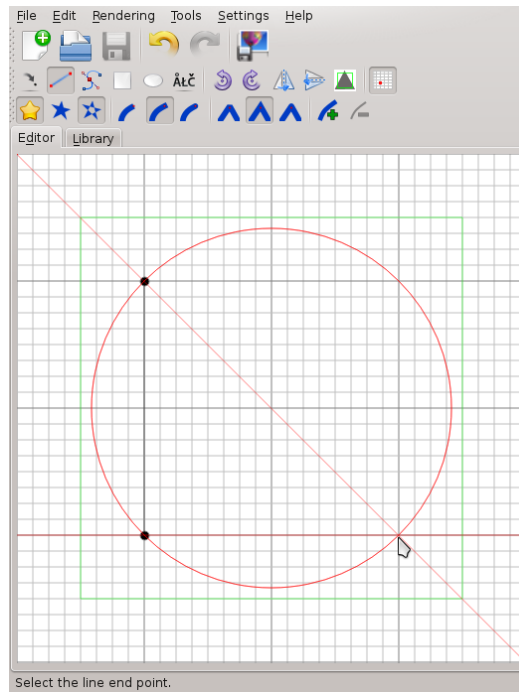 File Edit Rendering Tools Settings Help
ÅŁČ
Editor Library
Select the line end point.